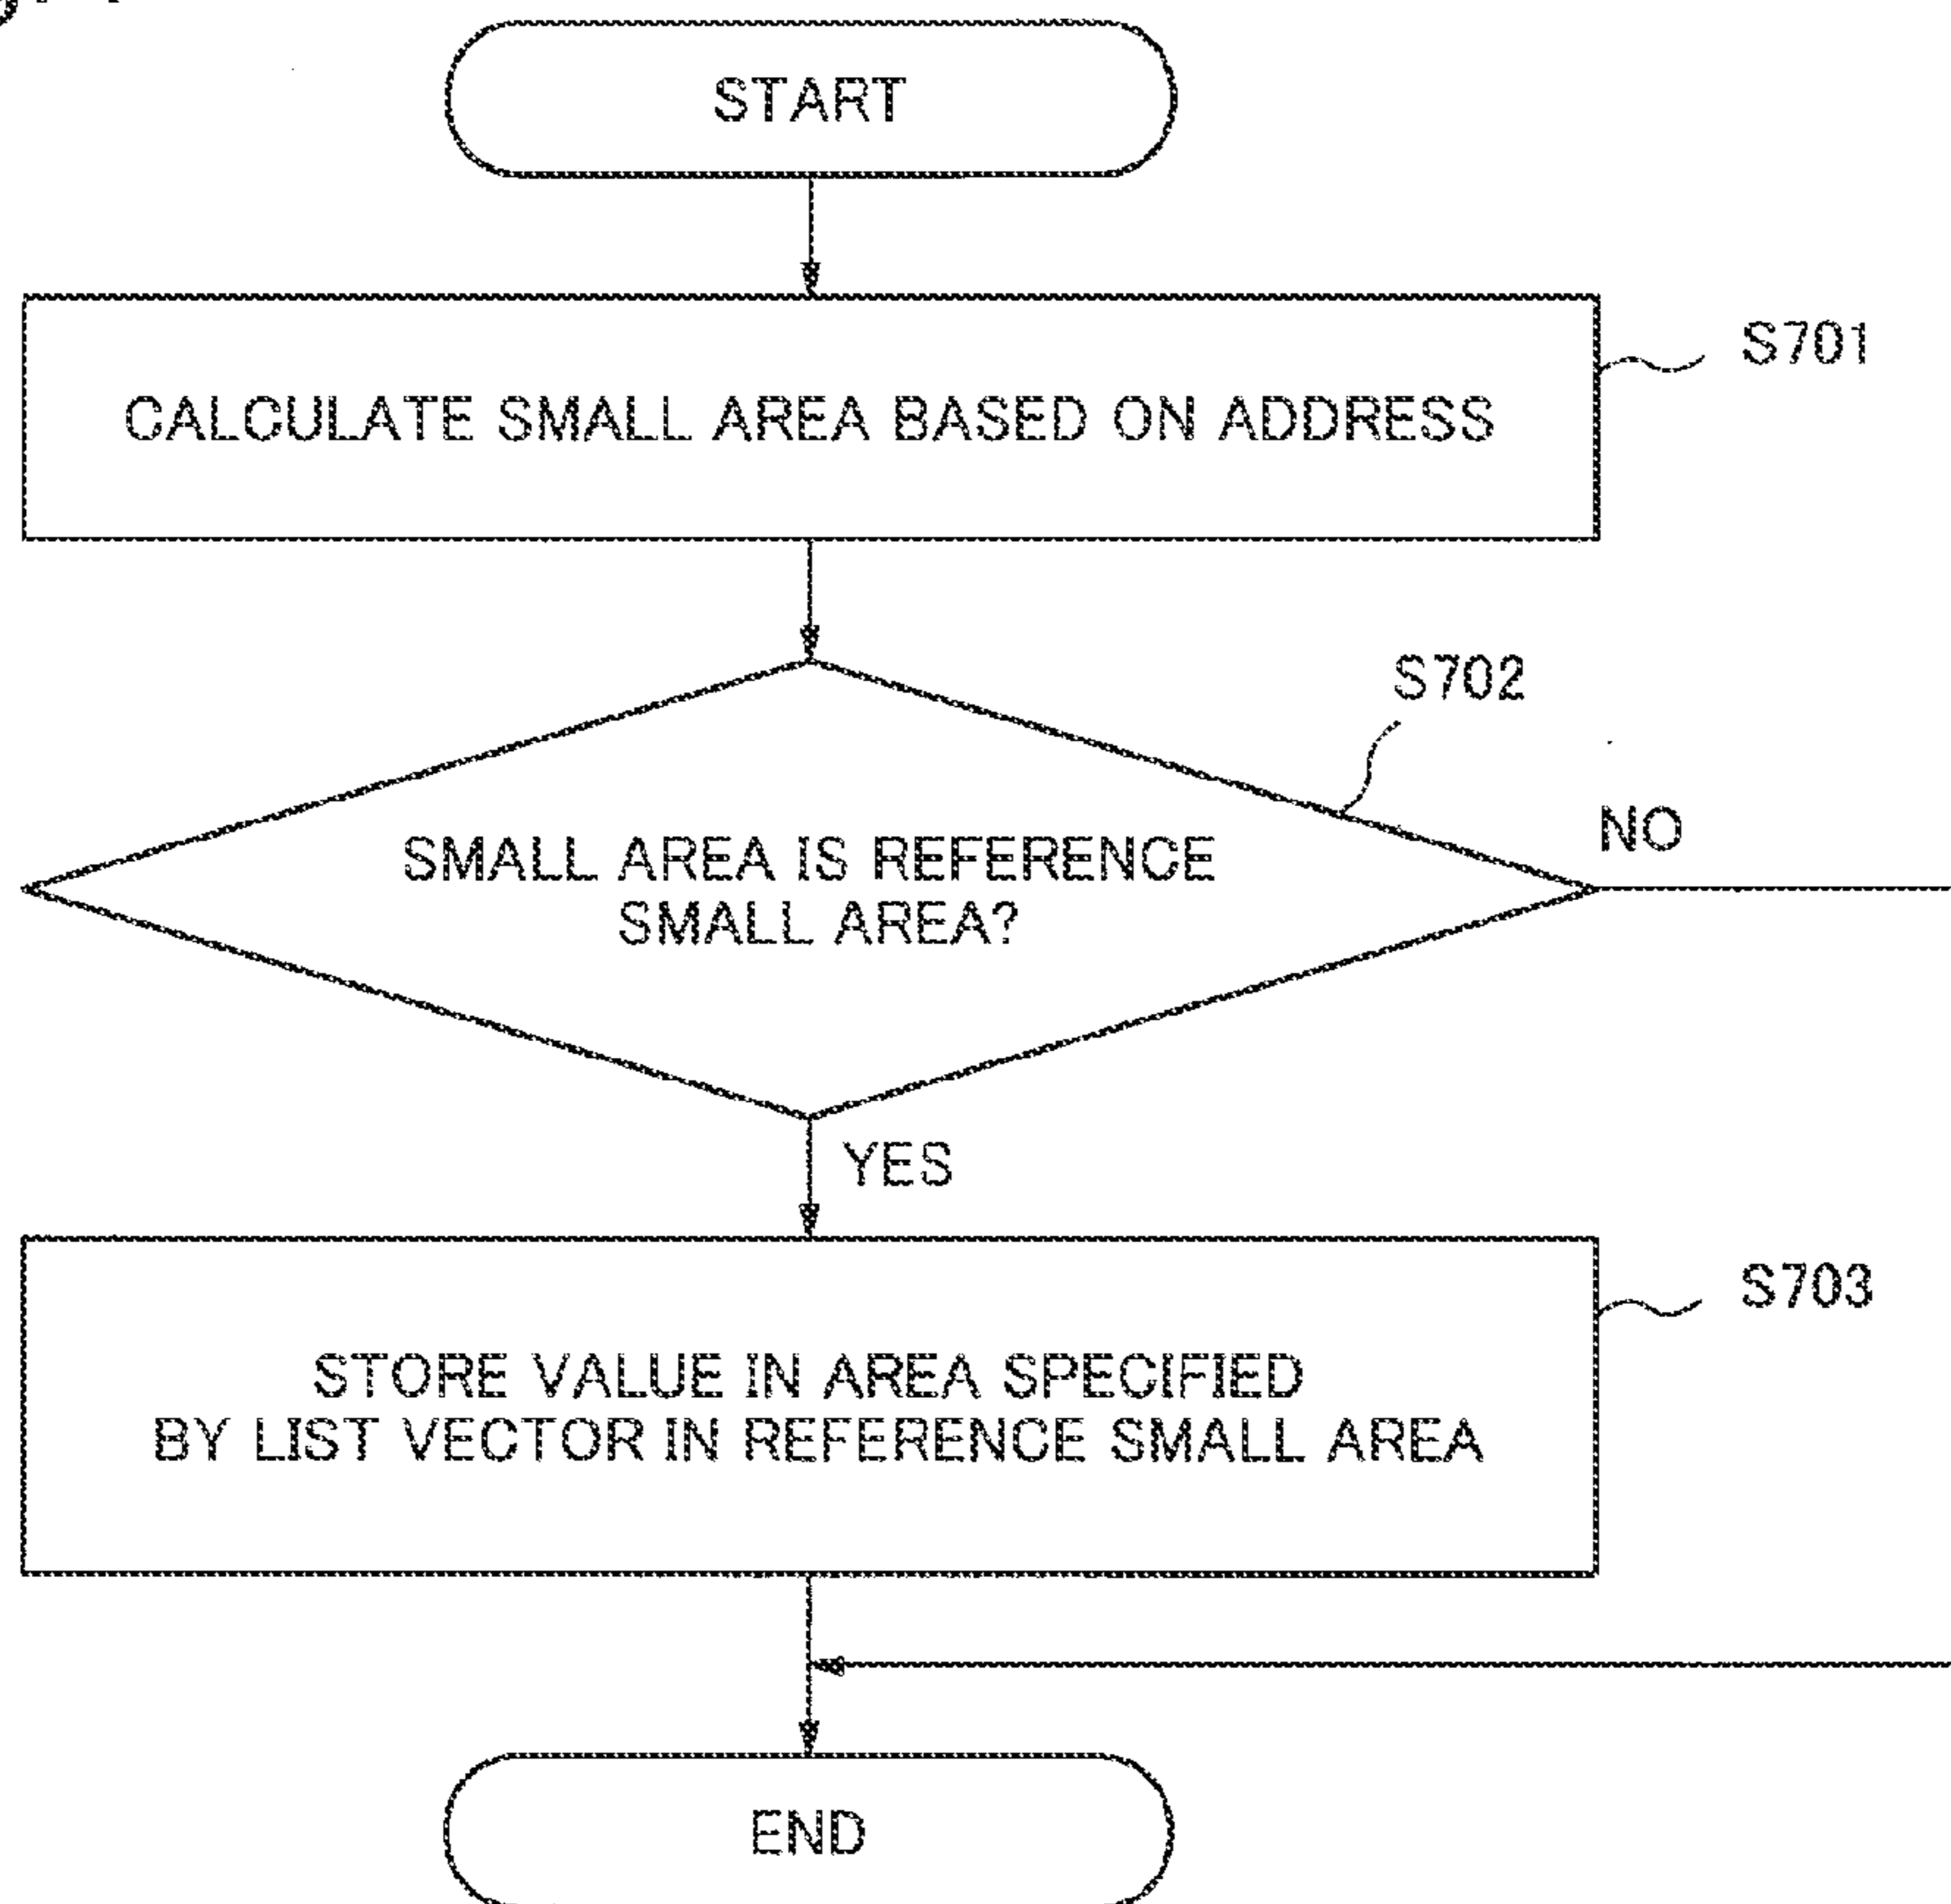 START
S701
CALCULATE SMALL AREA BASED ON ADDRESS
S702
NO
SMALL AREA IS REFERENCE
SMALL AREA?
YES
S703
STORE VALUE IN AREA SPECIFIED
BY LIST VECTOR IN REFERENCE SMALL AREA
END